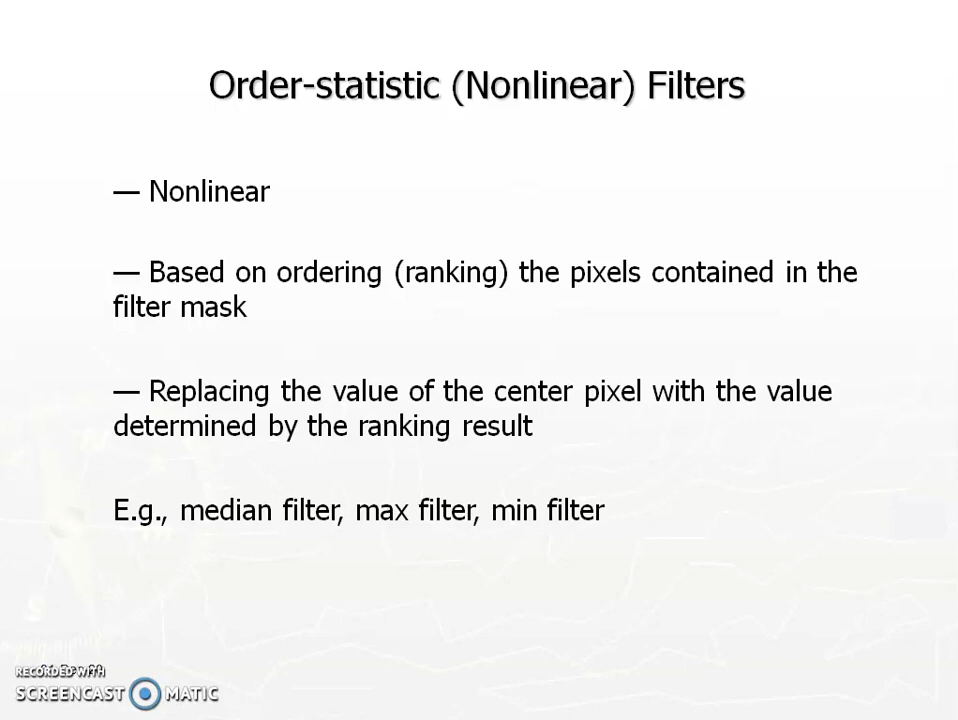 Order-statistic (Nonlinear) Filters
— Nonlinear
— Based on ordering (ranking) the pixels contained in the
filter mask
— Replacing the value of the center pixel with the value
determined by the ranking result
E.g., median filter, max filter, min filter
RECORDED WITH
SCREENCAST MATIC